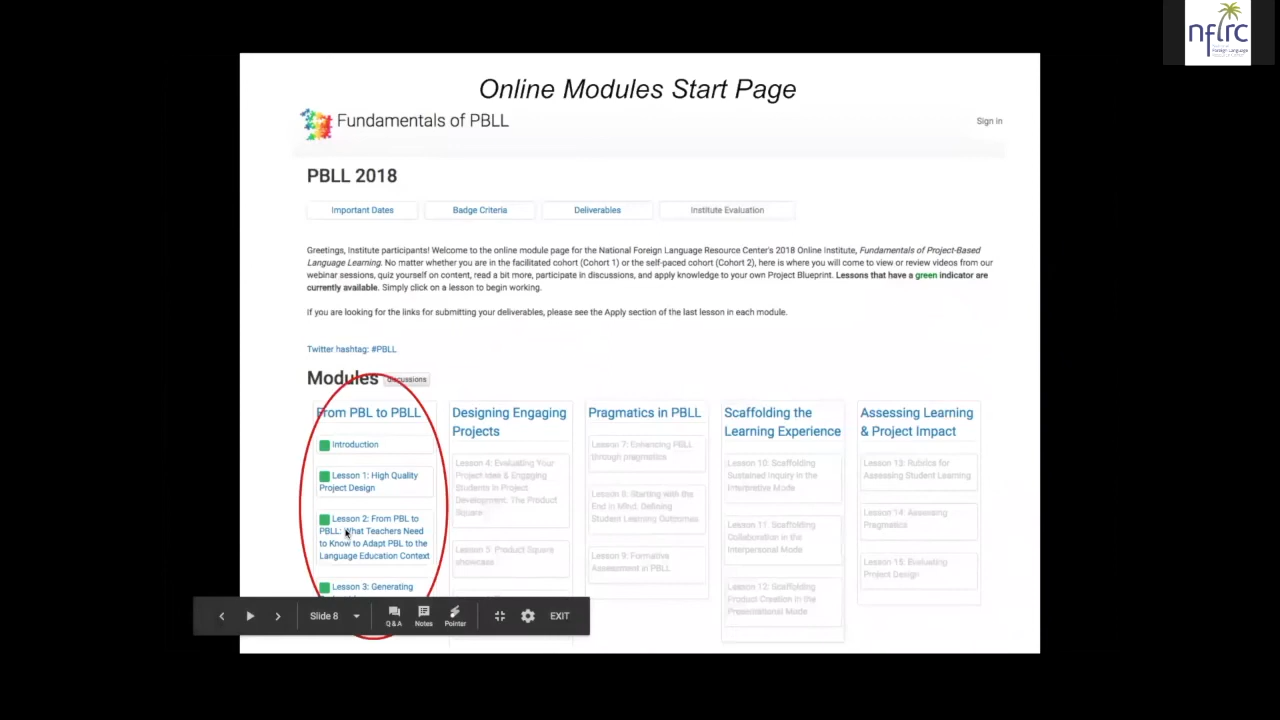 nflrc
Foreign Language
Online Modules Start Page
Fundamentals of PBLL
Sign in
PBLL 2018
Important Dates
Badge Criteria
Deliverables
Institute Evaluation
Greetings, Institute participants! Welcome to the online module page for the National Foreign Language Resource Center's 2018 Online Institute, Fundamentals of Project-Based
Language Learning. No matter whether you are in the facilitated cohort (Cohort 1) or the self-paced cohort (Cohort 2), here is where you will come to view or review videos from our
webinar sessions, quiz yourself on content, read a bit more, participate in discussions, and apply knowledge to your own Project Blueprint. Lessons that have a green indicator are
currently available. Simply click on a lesson to begin working.
If you are looking for the links for submitting your deliverables, please see the Apply section of the last lesson in each module.
Twitter hashtag: #PBLL
Modules
discussions
From PBL to PBLL
Introduction
Lesson 1: High Quality
Project Design
Lesson 2: From PBL to
PBLL: What Teachers Need
to Know to Adapt PBL to the
Language Education Context
Lesson 3: Generating
Designing Engaging
Projects
Lesson 4: Evaluating Your
Project Idea & Engaging
Students in Project
Development. The Product
Square
Lesson 5: Product Square
showcase
Pragmatics in PBLL
Lesson 7: Enhancing PBLL
through pragmatics
Lesson 8: Starting with the
End in Mind, Defining
Student Learning Outcomes
Lesson 9: Formative
Assessment in PBLL
Scaffolding the
Learning Experience
Lesson 10: Scaffolding
Sustained Inquiry in the
Interpretive Mode
Lesson 11: Scaffolding
Collaboration in the
Interpersonal Mode
Lesson 12: Scaffolding
Product Creation in the
Presentational Mode
Assessing Learning
& Project Impact
Lesson 13: Rubrics for
Assessing Student Learning
Lesson 14: Assessing
Pragmatics
Lesson 15: Evaluating
Project Design
Slide 8
Q & A
Notes
Pointer
EXIT